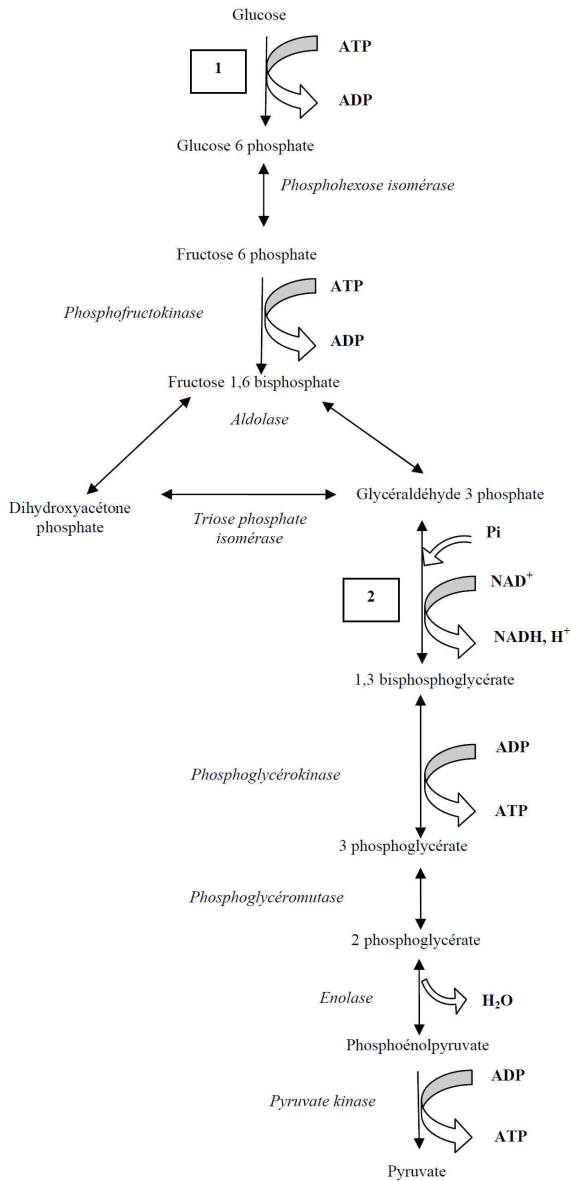 Glucose
ATP
1
ADP
Glucose 6 phosphate
Phosphohexose isomérase
Fructose 6 phosphate
ATP
Phosphofructokinase
ADP
Fructose 1,6 bisphosphate
Aldolase
Dihydroxyacétone
phosphate
Glycéraldéhyde 3 phosphate
Triose phosphate
isomérase
Pi
NAD+
2
NADH, H+
1,3 bisphosphoglycérate
ADP
Phosphoglycérokinase
ATP
3 phosphoglycérate
Phosphoglycéromutase
2 phosphoglycérate
Enolase
H2O
Phosphoénolpyruvate
ADP
Pyruvate kinase
ATP
Pyruvate